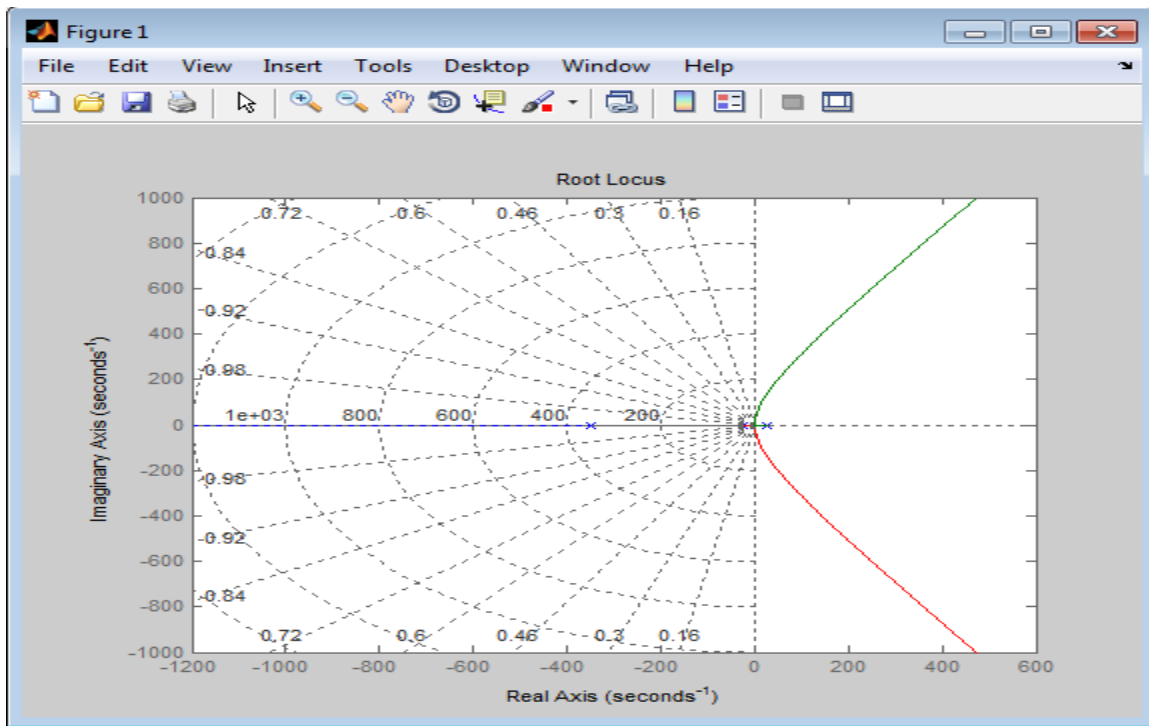 Figure 1
File Edit View Insert Tools Desktop Window Help
Root Locus
1000
800
600
400
200
0
-200
-400
-600
-800
-1000
Imaginary Axis (seconds-1)
0.72 0.6 0.46 0.3 0.16
0.84
0.92
0.98
1e+03 800 600 400 200
0.98
0.92
0.84
0.72 0.6 0.46 0.3 0.16
-1200 -1000 -800 -600 -400 -200 0 200 400 600
Real Axis (seconds-1)